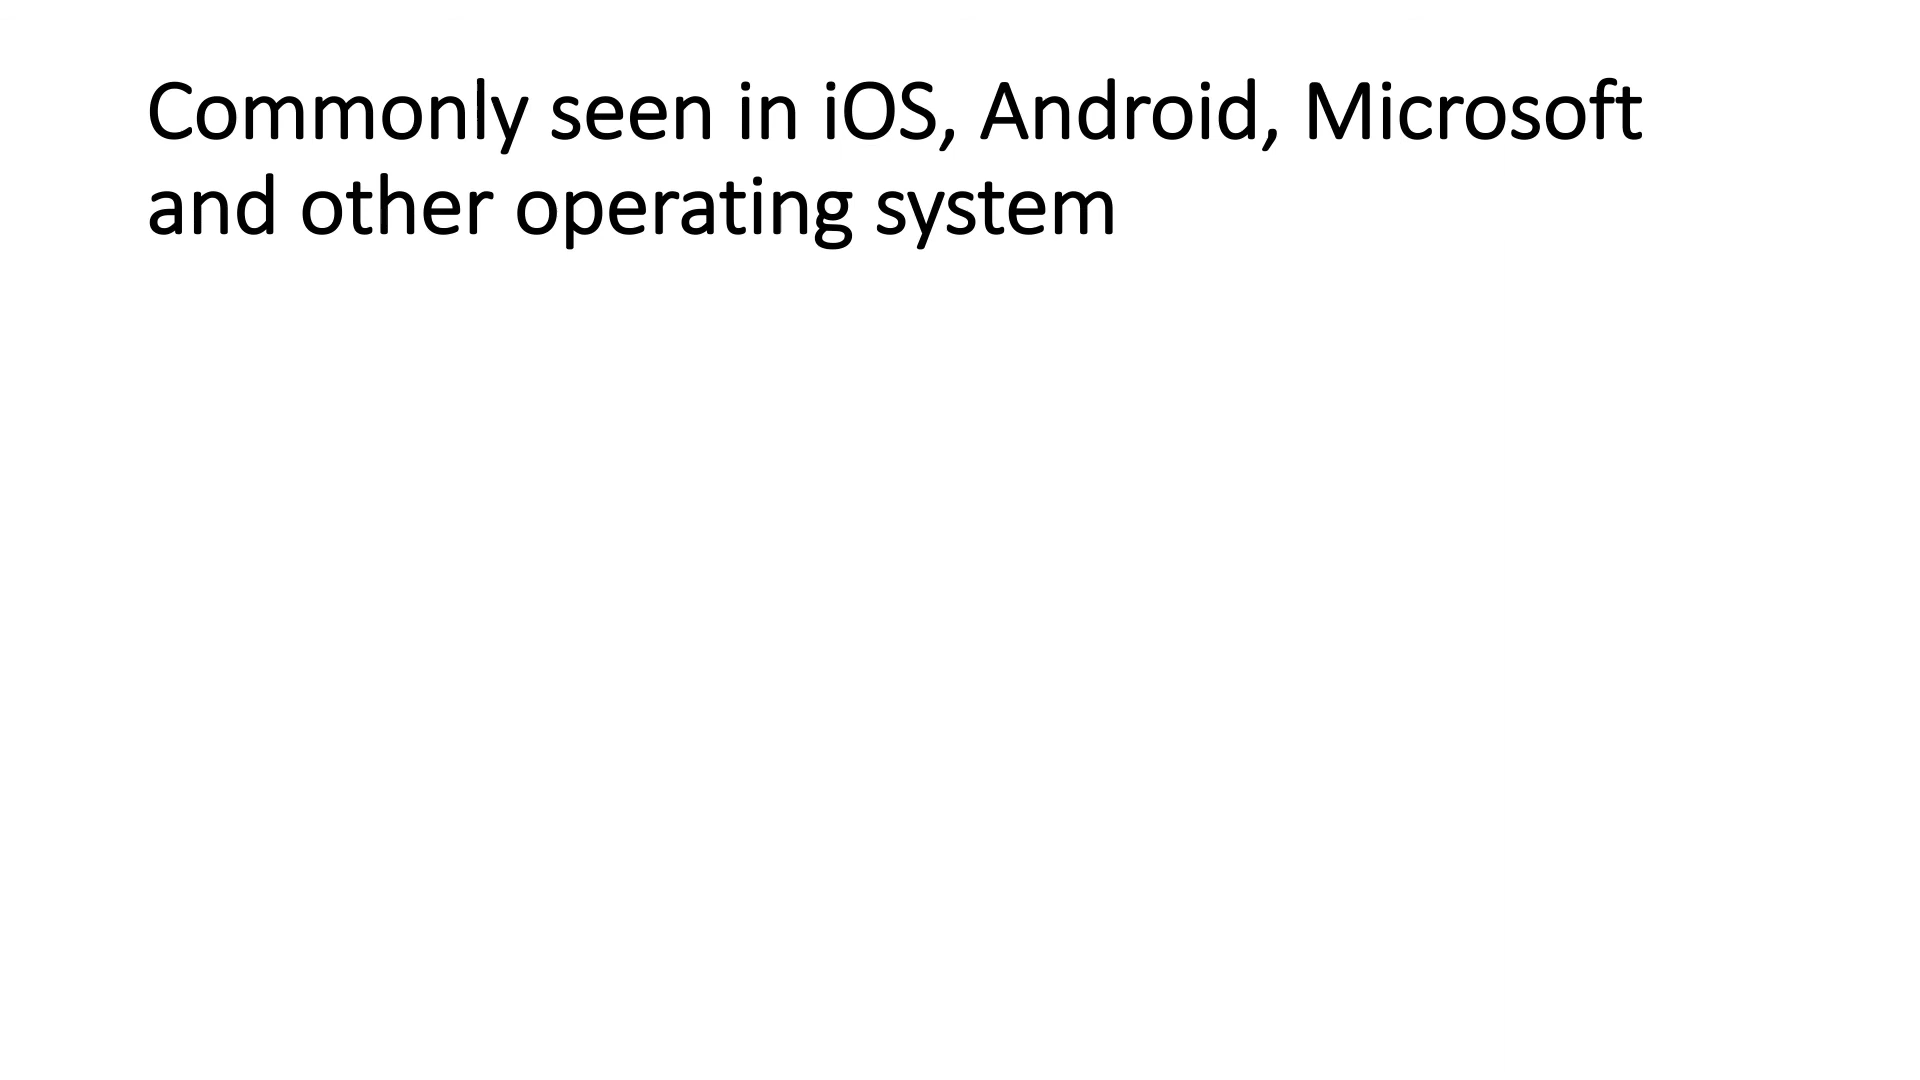 Commonly seen in iOS, Android, Microsoft
and other operating system